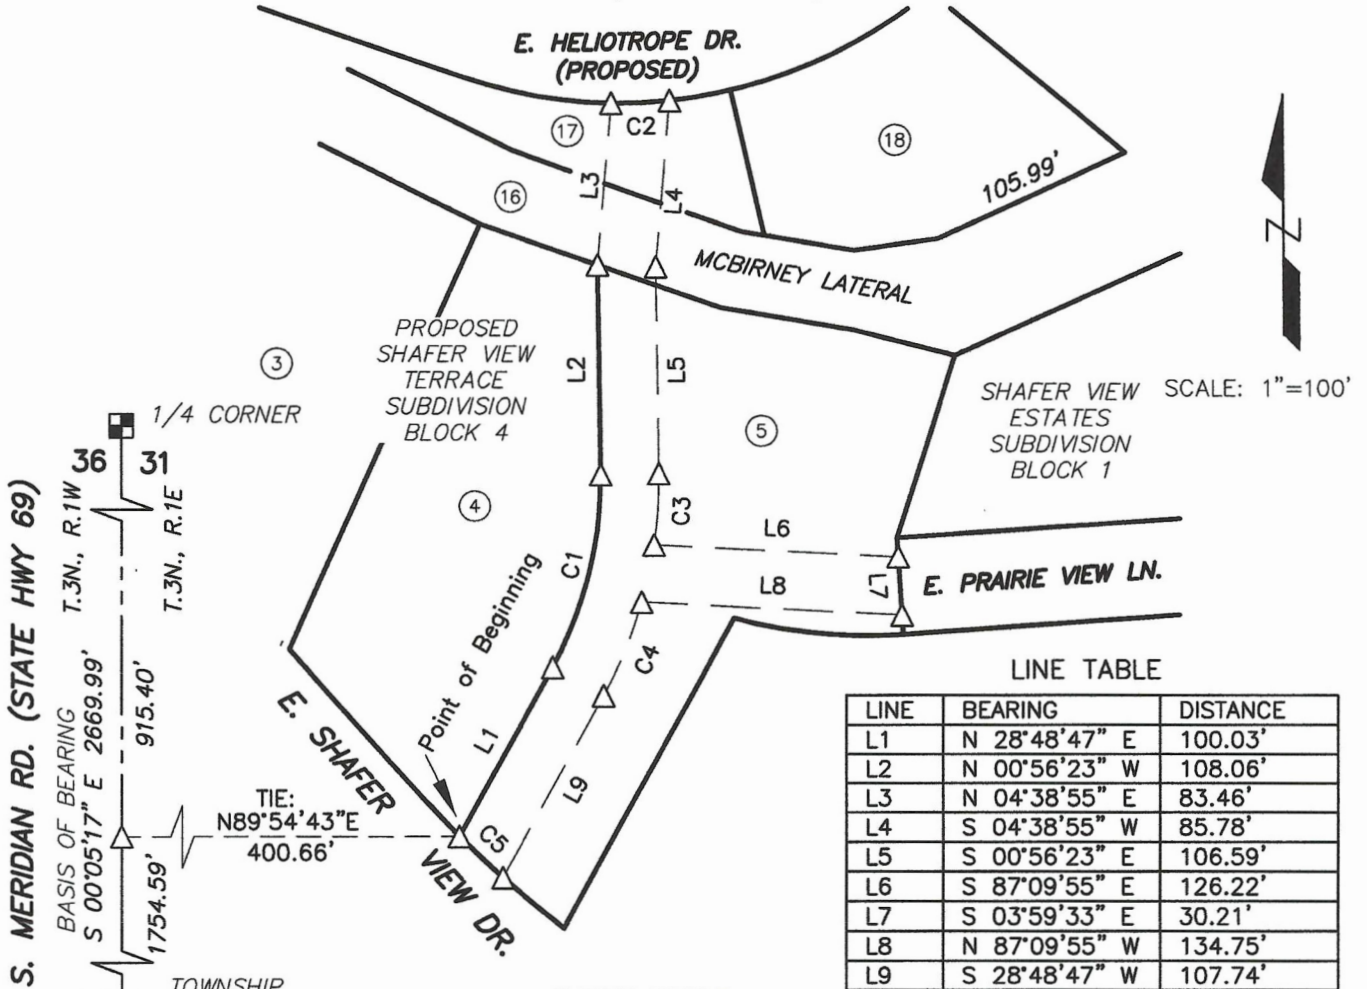 E. HELIOTROPE DR.
(PROPOSED)
17
C2
18
105.99'
16
L3
L4
MCBIRNEY LATERAL
N
PROPOSED
SHAFER VIEW
TERRACE
SUBDIVISION
BLOCK 4
3
L2
L5
5
SHAFER VIEW
ESTATES
SUBDIVISION
BLOCK 1
SCALE: 1"=100'
1/4 CORNER
36 31
T.3N., R.1W
T.3N., R.1E
S. MERIDIAN RD. (STATE HWY 69)
BASIS OF BEARING
S 00°05'17" E 2669.99'
915.40'
1754.59'
4
C1
C3
L6
L7
L8
E. PRAIRIE VIEW LN.
Point of Beginning
C4
L1
L9
C5
E. SHAFER
VIEW DR.
TIE:
N89°54'43"E
400.66'
TOWNSHIP
LINE TABLE
LINE BEARING DISTANCE
L1 N 28°48'47" E 100.03'
L2 N 00°56'23" W 108.06'
L3 N 04°38'55" E 83.46'
L4 S 04°38'55" W 85.78'
L5 S 00°56'23" E 106.59'
L6 S 87°09'55" E 126.22'
L7 S 03°59'33" E 30.21'
L8 N 87°09'55" W 134.75'
L9 S 28°48'47" W 107.74'